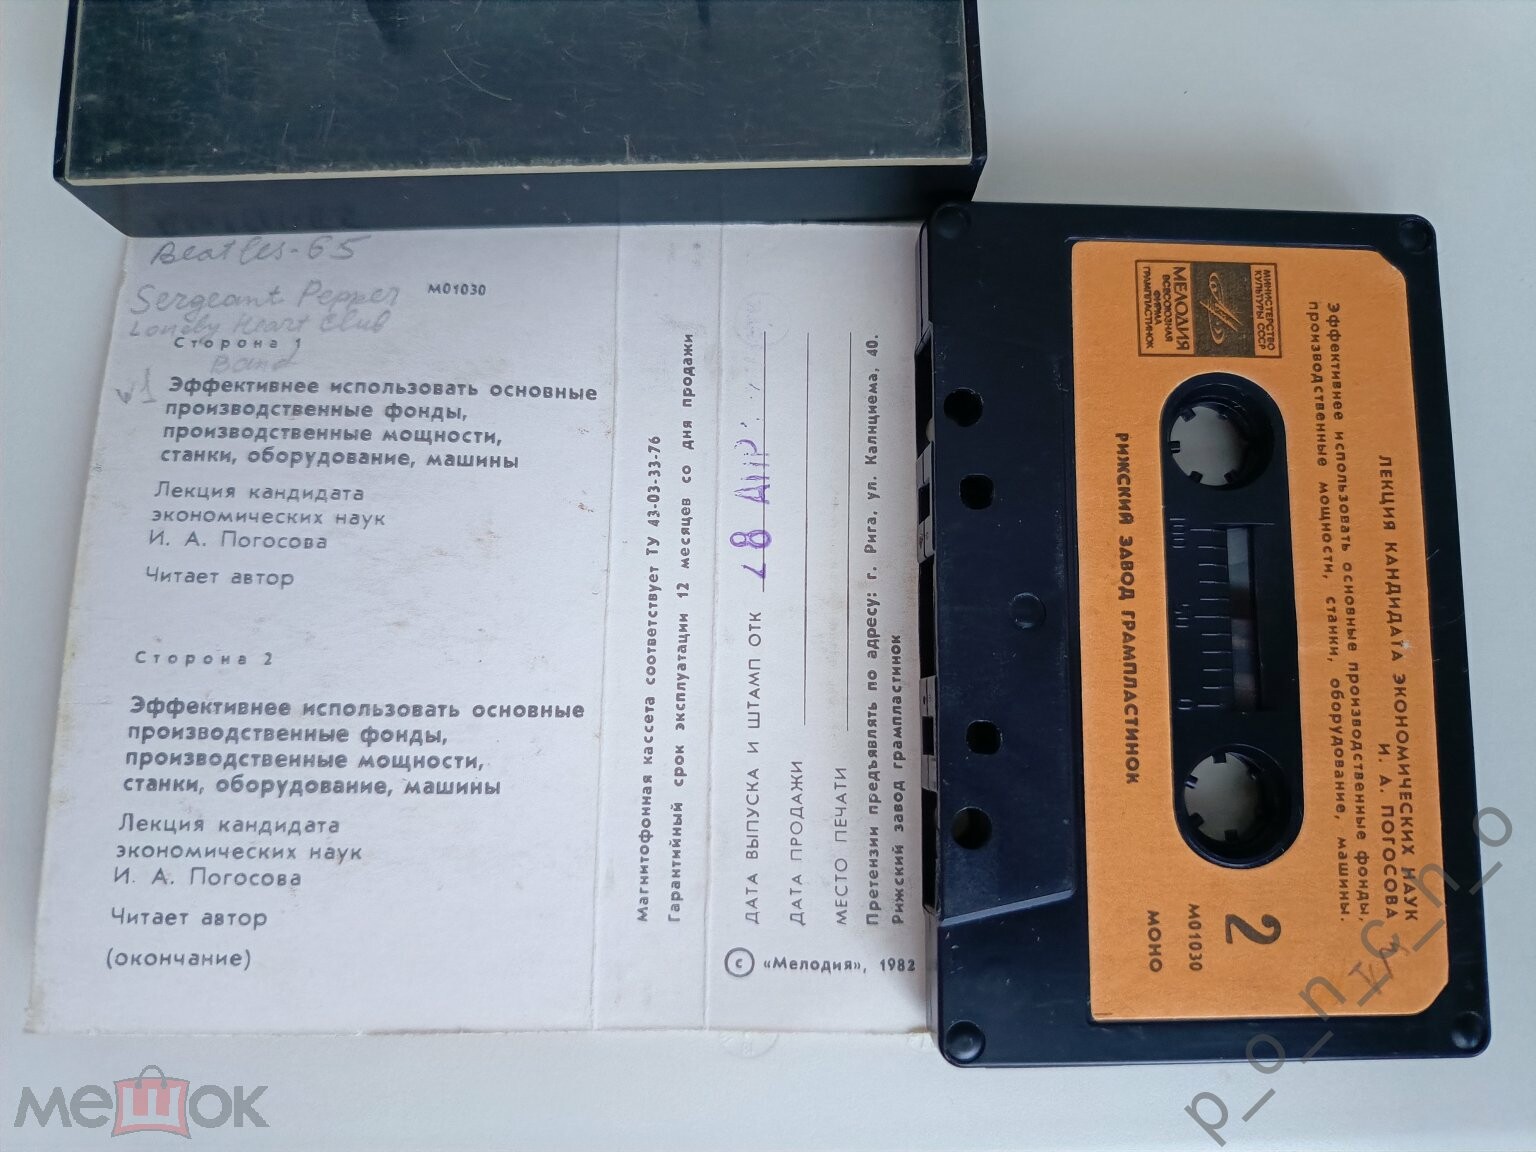 Beatles-65
Sergeant Pepper
Lonely Heart Club
Band
М01030
Сторона 1
Эффективнее использовать основные
производственные фонды,
производственные мощности,
станки, оборудование, машины
Лекция кандидата
экономических наук
И. А. Погосова
Читает автор
Сторона 2
Эффективнее использовать основные
производственные фонды,
производственные мощности,
станки, оборудование, машины
Лекция кандидата
экономических наук
И. А. Погосова
Читает автор
(окончание)
Магнитофонная кассета соответствует ТУ 43-03-33-76
Гарантийный срок эксплуатации 12 месяцев со дня продажи
ДАТА ВЫПУСКА И ШТАМП ОТК 28 АПР
ДАТА ПРОДАЖИ
МЕСТО ПЕЧАТИ
Претензии предъявлять по адресу: г. Рига, ул. Калнциема, 40.
Рижский завод грампластинок
© «Мелодия», 1982
МИНИСТЕРСТВО
КУЛЬТУРЫ СССР
МЕЛОДИЯ
ВСЕСОЮЗНАЯ
ФИРМА
ГРАМПЛАСТИНОК
ЛЕКЦИЯ КАНДИДАТА ЭКОНОМИЧЕСКИХ НАУК
И. А. ПОГОСОВА
Эффективнее использовать основные производственные фонды,
производственные мощности, станки, оборудование, машины.
2
М01030
МОНО
100
50
0
РИЖСКИЙ ЗАВОД ГРАМПЛАСТИНОК
мешок
p_o_n_i_c_h_o